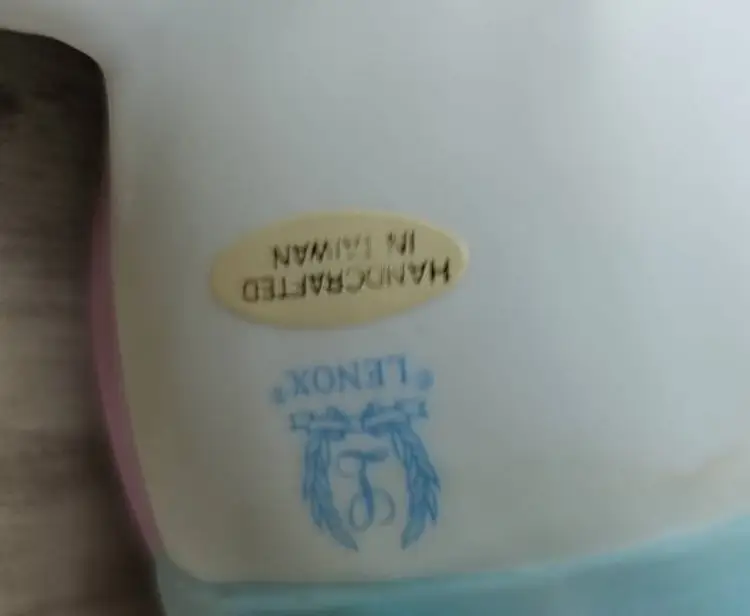 L
© LENOX®
HANDCRAFTED
IN TAIWAN